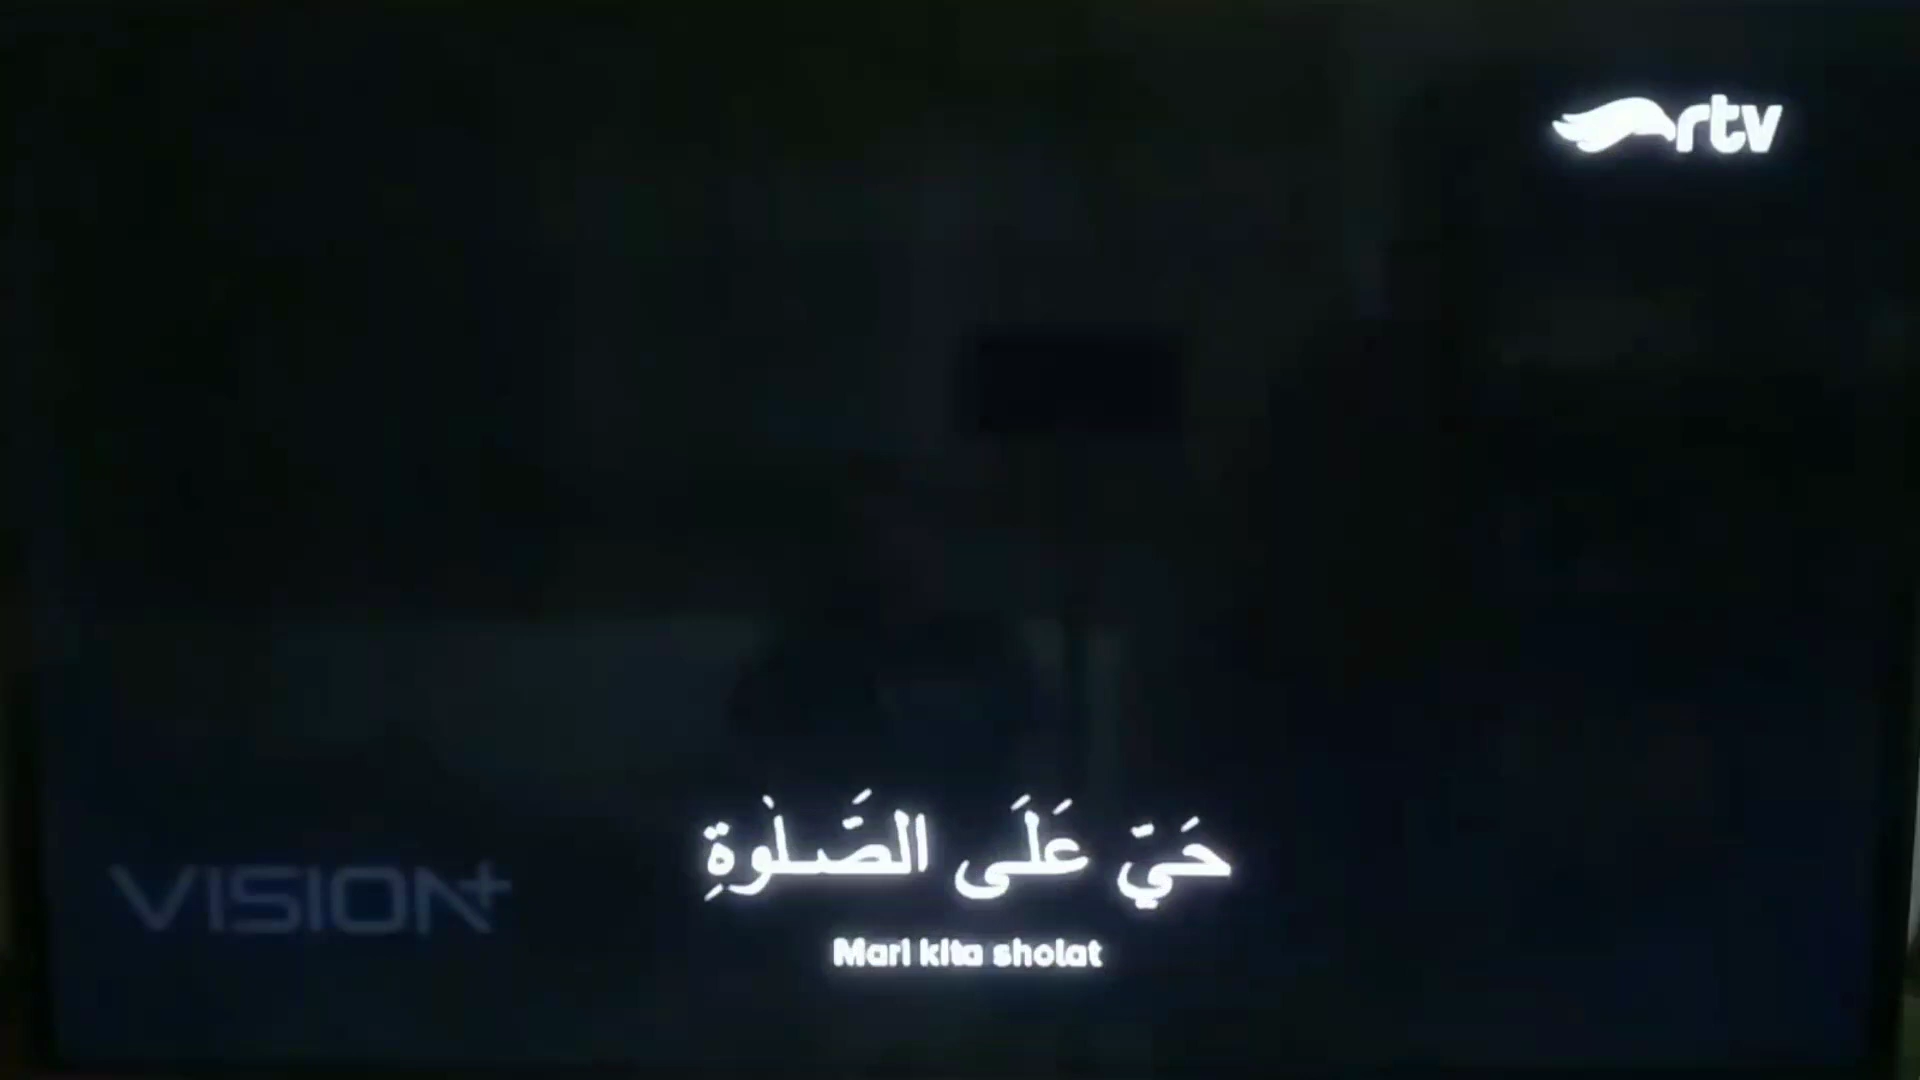 rtv
حَيَّ عَلَى الصَّلٰوةِ
Mari kita sholat
VISION+